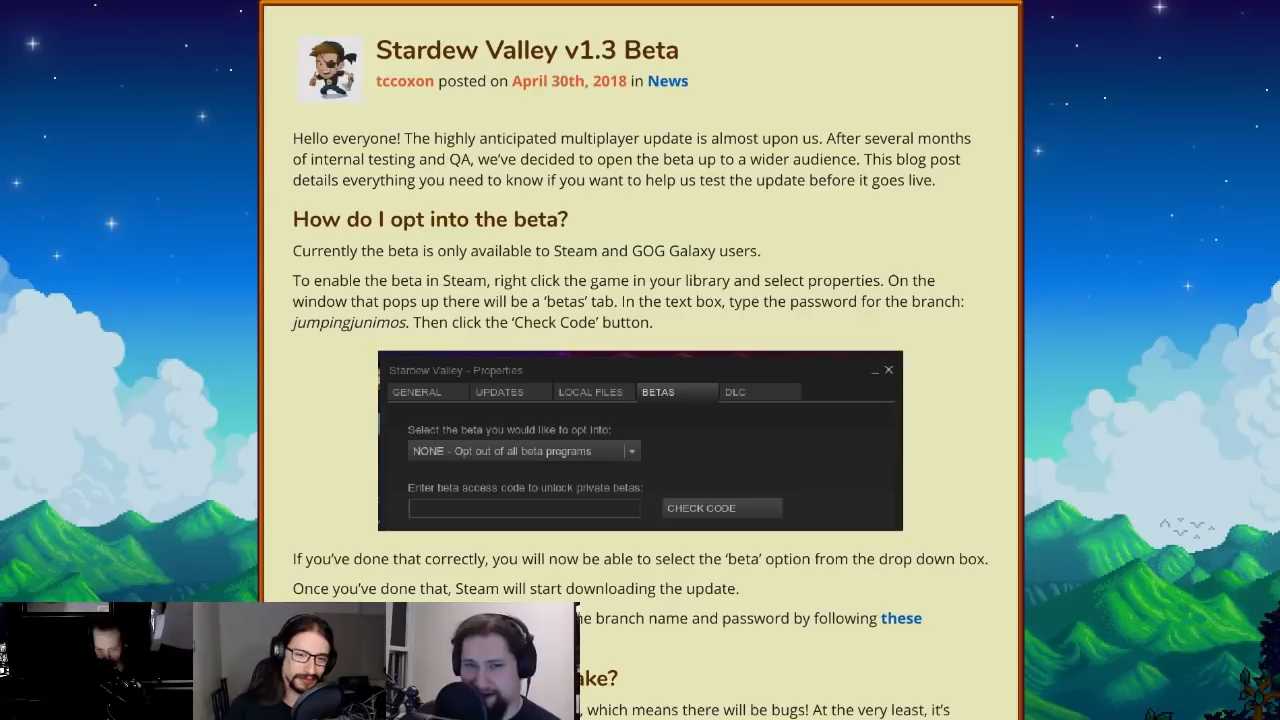 Stardew Valley v1.3 Beta
tccoxon posted on April 30th, 2018 in News
Hello everyone! The highly anticipated multiplayer update is almost upon us. After several months
of internal testing and QA, we’ve decided to open the beta up to a wider audience. This blog post
details everything you need to know if you want to help us test the update before it goes live.
How do I opt into the beta?
Currently the beta is only available to Steam and GOG Galaxy users.
To enable the beta in Steam, right click the game in your library and select properties. On the
window that pops up there will be a ‘betas’ tab. In the text box, type the password for the branch:
jumpingjunimos. Then click the ‘Check Code’ button.
Stardew Valley - Properties
GENERAL UPDATES LOCAL FILES BETAS DLC
Select the beta you would like to opt into:
NONE - Opt out of all beta programs
Enter beta access code to unlock private betas:
CHECK CODE
If you’ve done that correctly, you will now be able to select the ‘beta’ option from the drop down box.
Once you’ve done that, Steam will start downloading the update.
branch name and password by following these
, which means there will be bugs! At the very least, it’s